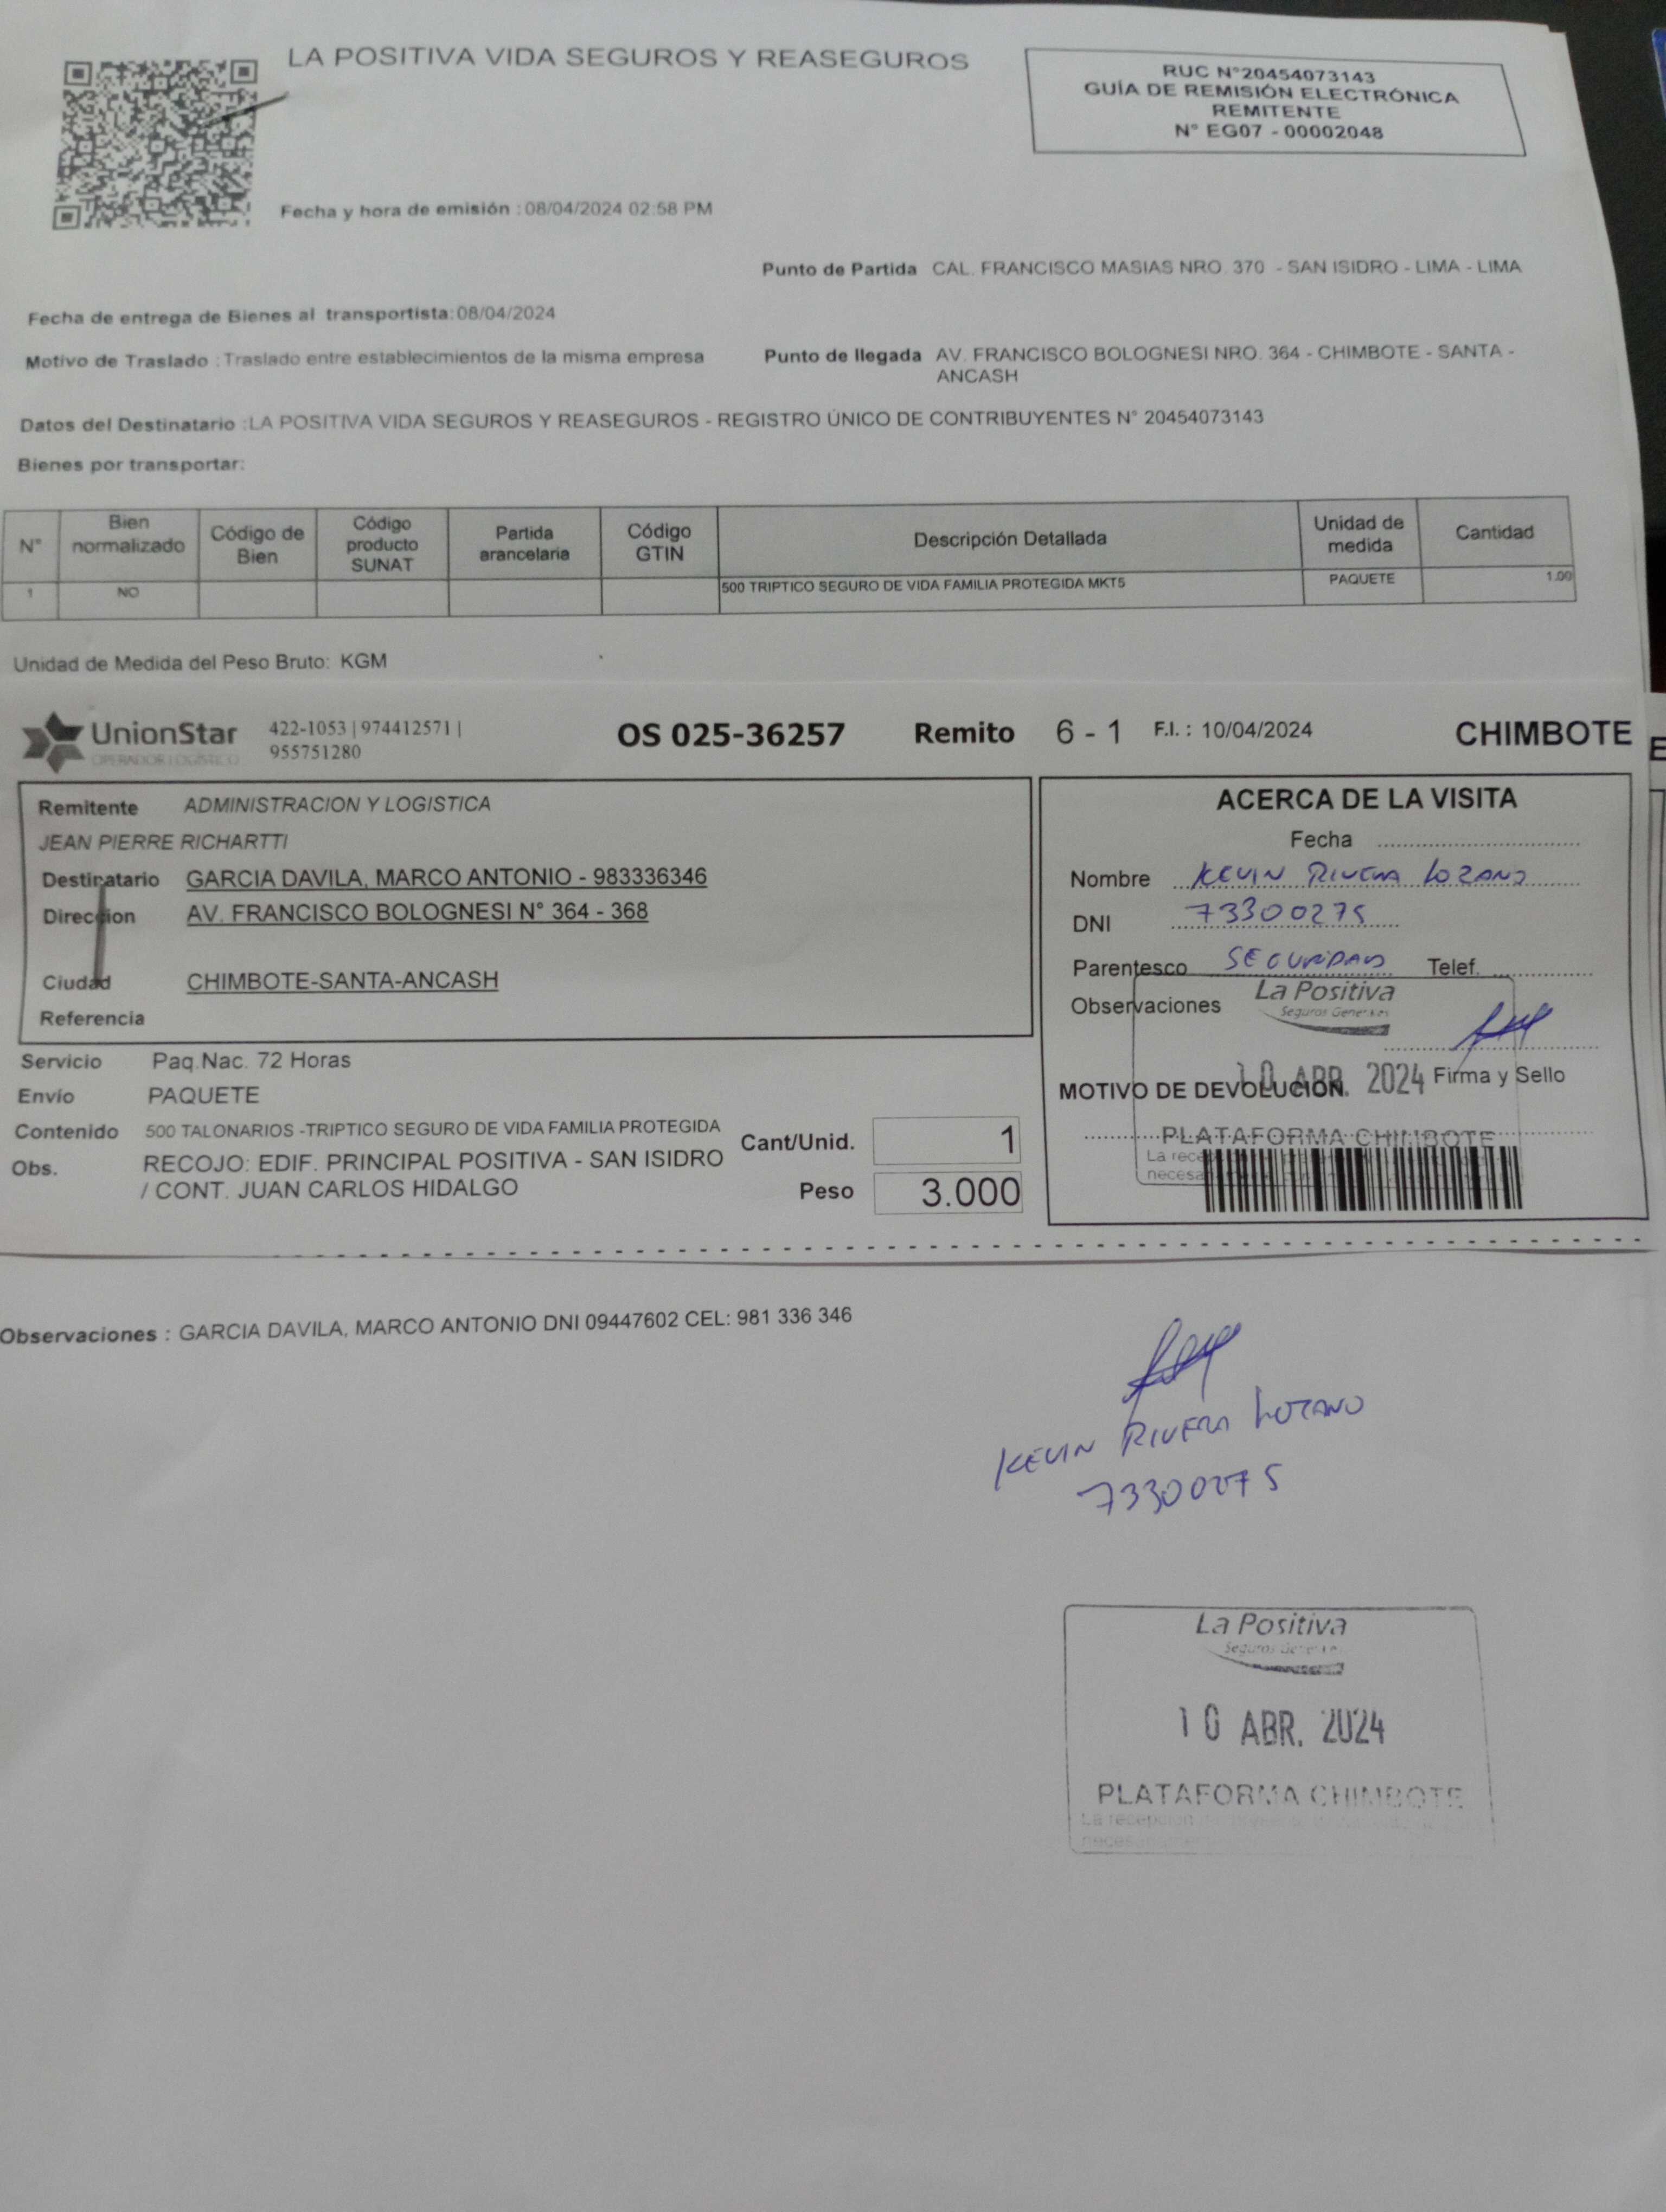 LA POSITIVA VIDA SEGUROS Y REASEGUROS
RUC N°20454073143
GUÍA DE REMISIÓN ELECTRÓNICA
REMITENTE
N° EG07 - 00002048
Fecha y hora de emisión : 08/04/2024 02:58 PM
Punto de Partida CAL. FRANCISCO MASIAS NRO. 370 - SAN ISIDRO - LIMA - LIMA
Fecha de entrega de Bienes al transportista: 08/04/2024
Motivo de Traslado : Traslado entre establecimientos de la misma empresa
Punto de llegada AV. FRANCISCO BOLOGNESI NRO. 364 - CHIMBOTE - SANTA -
ANCASH
Datos del Destinatario :LA POSITIVA VIDA SEGUROS Y REASEGUROS - REGISTRO ÚNICO DE CONTRIBUYENTES N° 20454073143
Bienes por transportar:
N° Bien normalizado Código de Bien Código producto SUNAT Partida arancelaria Código GTIN Descripción Detallada Unidad de medida Cantidad
1 NO 500 TRIPTICO SEGURO DE VIDA FAMILIA PROTEGIDA MKT5 PAQUETE 1.00
Unidad de Medida del Peso Bruto: KGM
UnionStar 422-1053 | 974412571 |
OPERADOR LOGISTICO 955751280
OS 025-36257 Remito 6 - 1 F.I. : 10/04/2024 CHIMBOTE
Remitente ADMINISTRACION Y LOGISTICA
JEAN PIERRE RICHARTTI
Destinatario GARCIA DAVILA, MARCO ANTONIO - 983336346
Direccion AV. FRANCISCO BOLOGNESI N° 364 - 368
Ciudad CHIMBOTE-SANTA-ANCASH
Referencia
Servicio Paq.Nac. 72 Horas
Envío PAQUETE
Contenido 500 TALONARIOS -TRIPTICO SEGURO DE VIDA FAMILIA PROTEGIDA
Obs. RECOJO: EDIF. PRINCIPAL POSITIVA - SAN ISIDRO
/ CONT. JUAN CARLOS HIDALGO
Cant/Unid. 1
Peso 3.000
ACERCA DE LA VISITA
Fecha
Nombre KEVIN RIVERA LOZANO
DNI 73300275
Parentesco SEGURIDAD Telef.
Observaciones
La Positiva
Seguros Generales
10 ABR. 2024
Firma y Sello
MOTIVO DE DEVOLUCIÓN.
PLATAFORMA CHIMBOTE
Observaciones : GARCIA DAVILA, MARCO ANTONIO DNI 09447602 CEL: 981 336 346
KEVIN RIVERA LOZANO
73300275
La Positiva
Seguros Generales
10 ABR. 2024
PLATAFORMA CHIMBOTE
La recepción